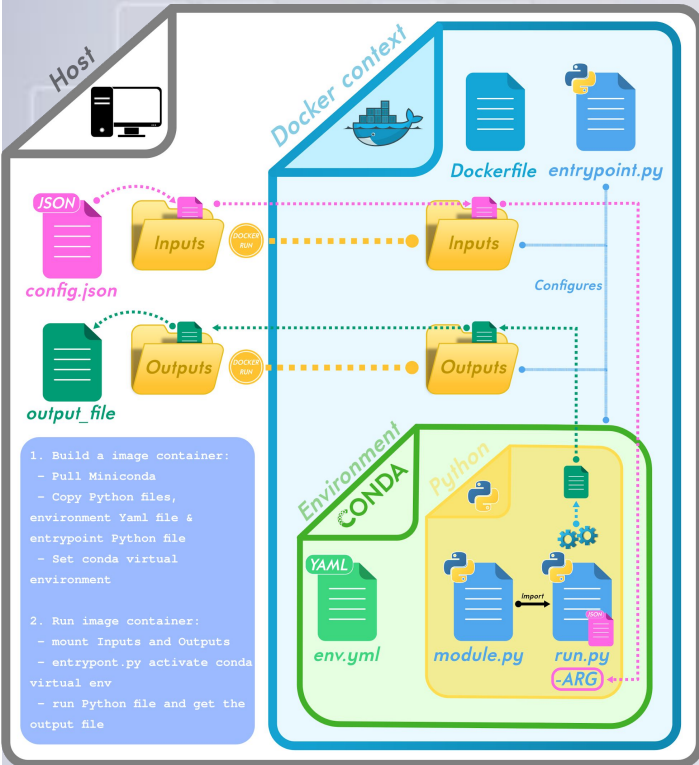 Host
Docker context
Dockerfile
entrypoint.py
JSON
config.json
Inputs
DOCKER
RUN
Inputs
Configures
output_file
Outputs
DOCKER
RUN
Outputs
1. Build a image container:
- Pull Miniconda
- Copy Python files,
environment Yaml file &
entrypoint Python file
- Set conda virtual
environment
2. Run image container:
- mount Inputs and Outputs
- entrypont.py activate conda
virtual env
- run Python file and get the
output file
Environment
CONDA
Python
YAML
env.yml
module.py
Import
run.py
JSON
-ARG